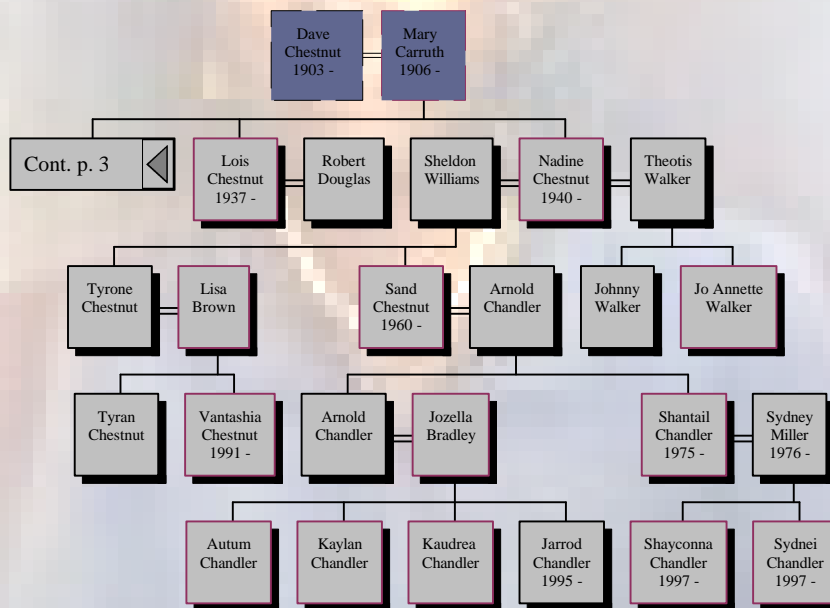 Dave
Chestnut
1903 -
Mary
Carruth
1906 -
Cont. p. 3
Lois
Chestnut
1937 -
Robert
Douglas
Sheldon
Williams
Nadine
Chestnut
1940 -
Theotis
Walker
Tyrone
Chestnut
Lisa
Brown
Sand
Chestnut
1960 -
Arnold
Chandler
Johnny
Walker
Jo Annette
Walker
Tyran
Chestnut
Vantashia
Chestnut
1991 -
Arnold
Chandler
Jozella
Bradley
Shantail
Chandler
1975 -
Sydney
Miller
1976 -
Autum
Chandler
Kaylan
Chandler
Kaudrea
Chandler
Jarrod
Chandler
1995 -
Shayconna
Chandler
1997 -
Sydnei
Chandler
1997 -